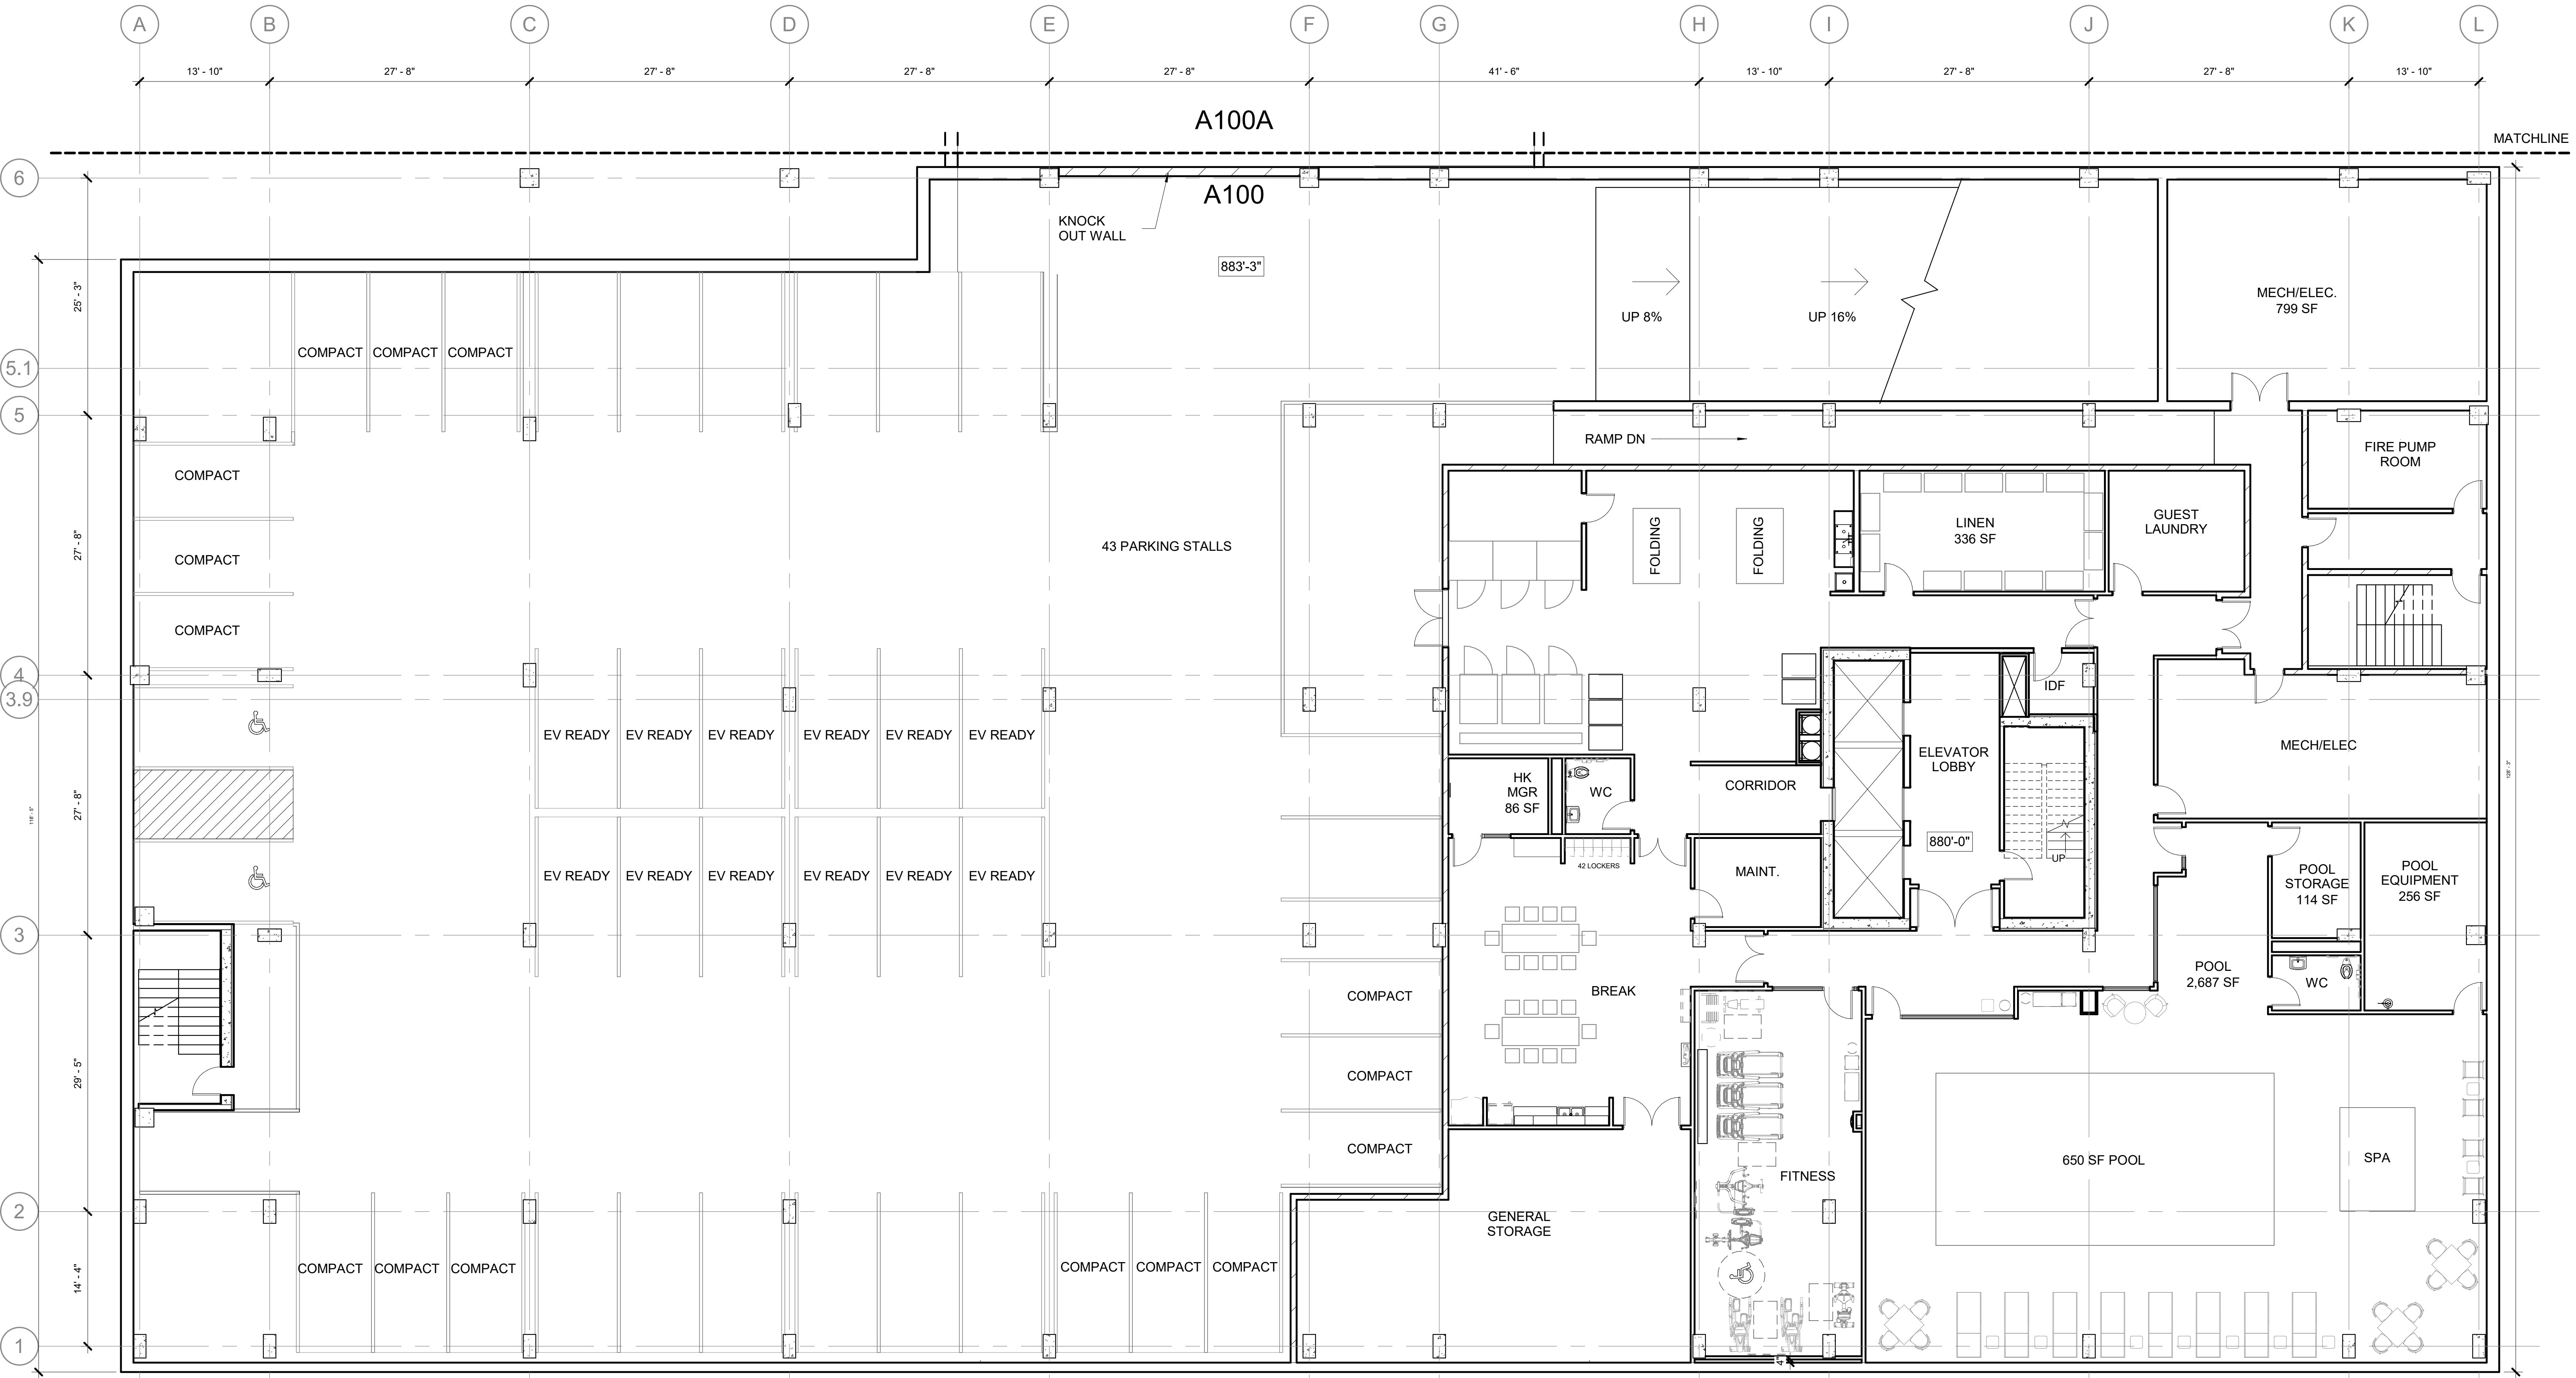 A B C D E F G H I J K L
13' - 10" 27' - 8" 27' - 8" 27' - 8" 27' - 8" 41' - 6" 13' - 10" 27' - 8" 27' - 8" 13' - 10"
A100A
MATCHLINE
6
A100
KNOCK
OUT WALL
883'-3"
25' - 3"
MECH/ELEC.
799 SF
UP 8%
UP 16%
COMPACT COMPACT COMPACT
5.1
5
RAMP DN
FIRE PUMP
ROOM
COMPACT
GUEST
LAUNDRY
LINEN
336 SF
FOLDING
FOLDING
27' - 8"
43 PARKING STALLS
COMPACT
COMPACT
4
3.9
IDF
EV READY EV READY EV READY EV READY EV READY EV READY
ELEVATOR
LOBBY
MECH/ELEC
HK
MGR
86 SF
WC
CORRIDOR
128' - 3"
27' - 8"
118' - 5"
880'-0"
UP
42 LOCKERS
MAINT.
EV READY EV READY EV READY EV READY EV READY EV READY
POOL
STORAGE
114 SF
POOL
EQUIPMENT
256 SF
3
POOL
2,687 SF
WC
BREAK
COMPACT
29' - 5"
COMPACT
COMPACT
650 SF POOL
SPA
FITNESS
2
GENERAL
STORAGE
COMPACT COMPACT COMPACT
COMPACT COMPACT COMPACT
14' - 4"
1
4"